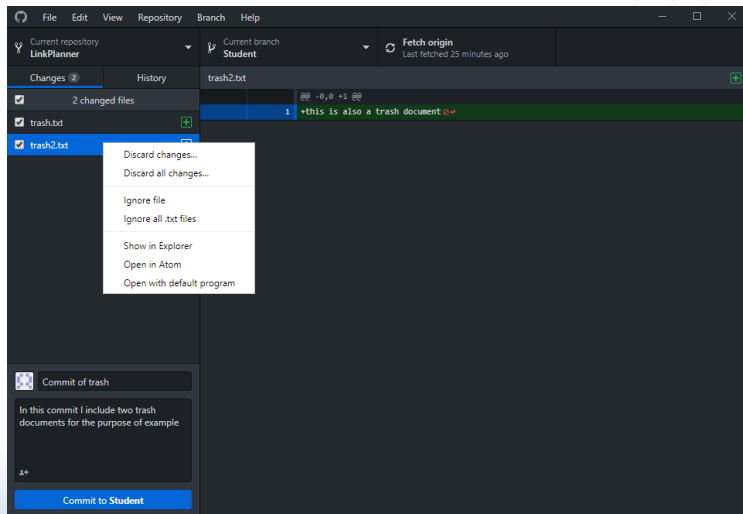 File Edit View Repository Branch Help
Current repository
LinkPlanner
Current branch
Student
Fetch origin
Last fetched 25 minutes ago
Changes 2
History
trash2.txt
2 changed files
@@ -0,0 +1 @@
trash.txt
1 +this is also a trash document
trash2.txt
Discard changes...
Discard all changes...
Ignore file
Ignore all .txt files
Show in Explorer
Open in Atom
Open with default program
Commit of trash
In this commit I include two trash
documents for the purpose of example
Commit to Student